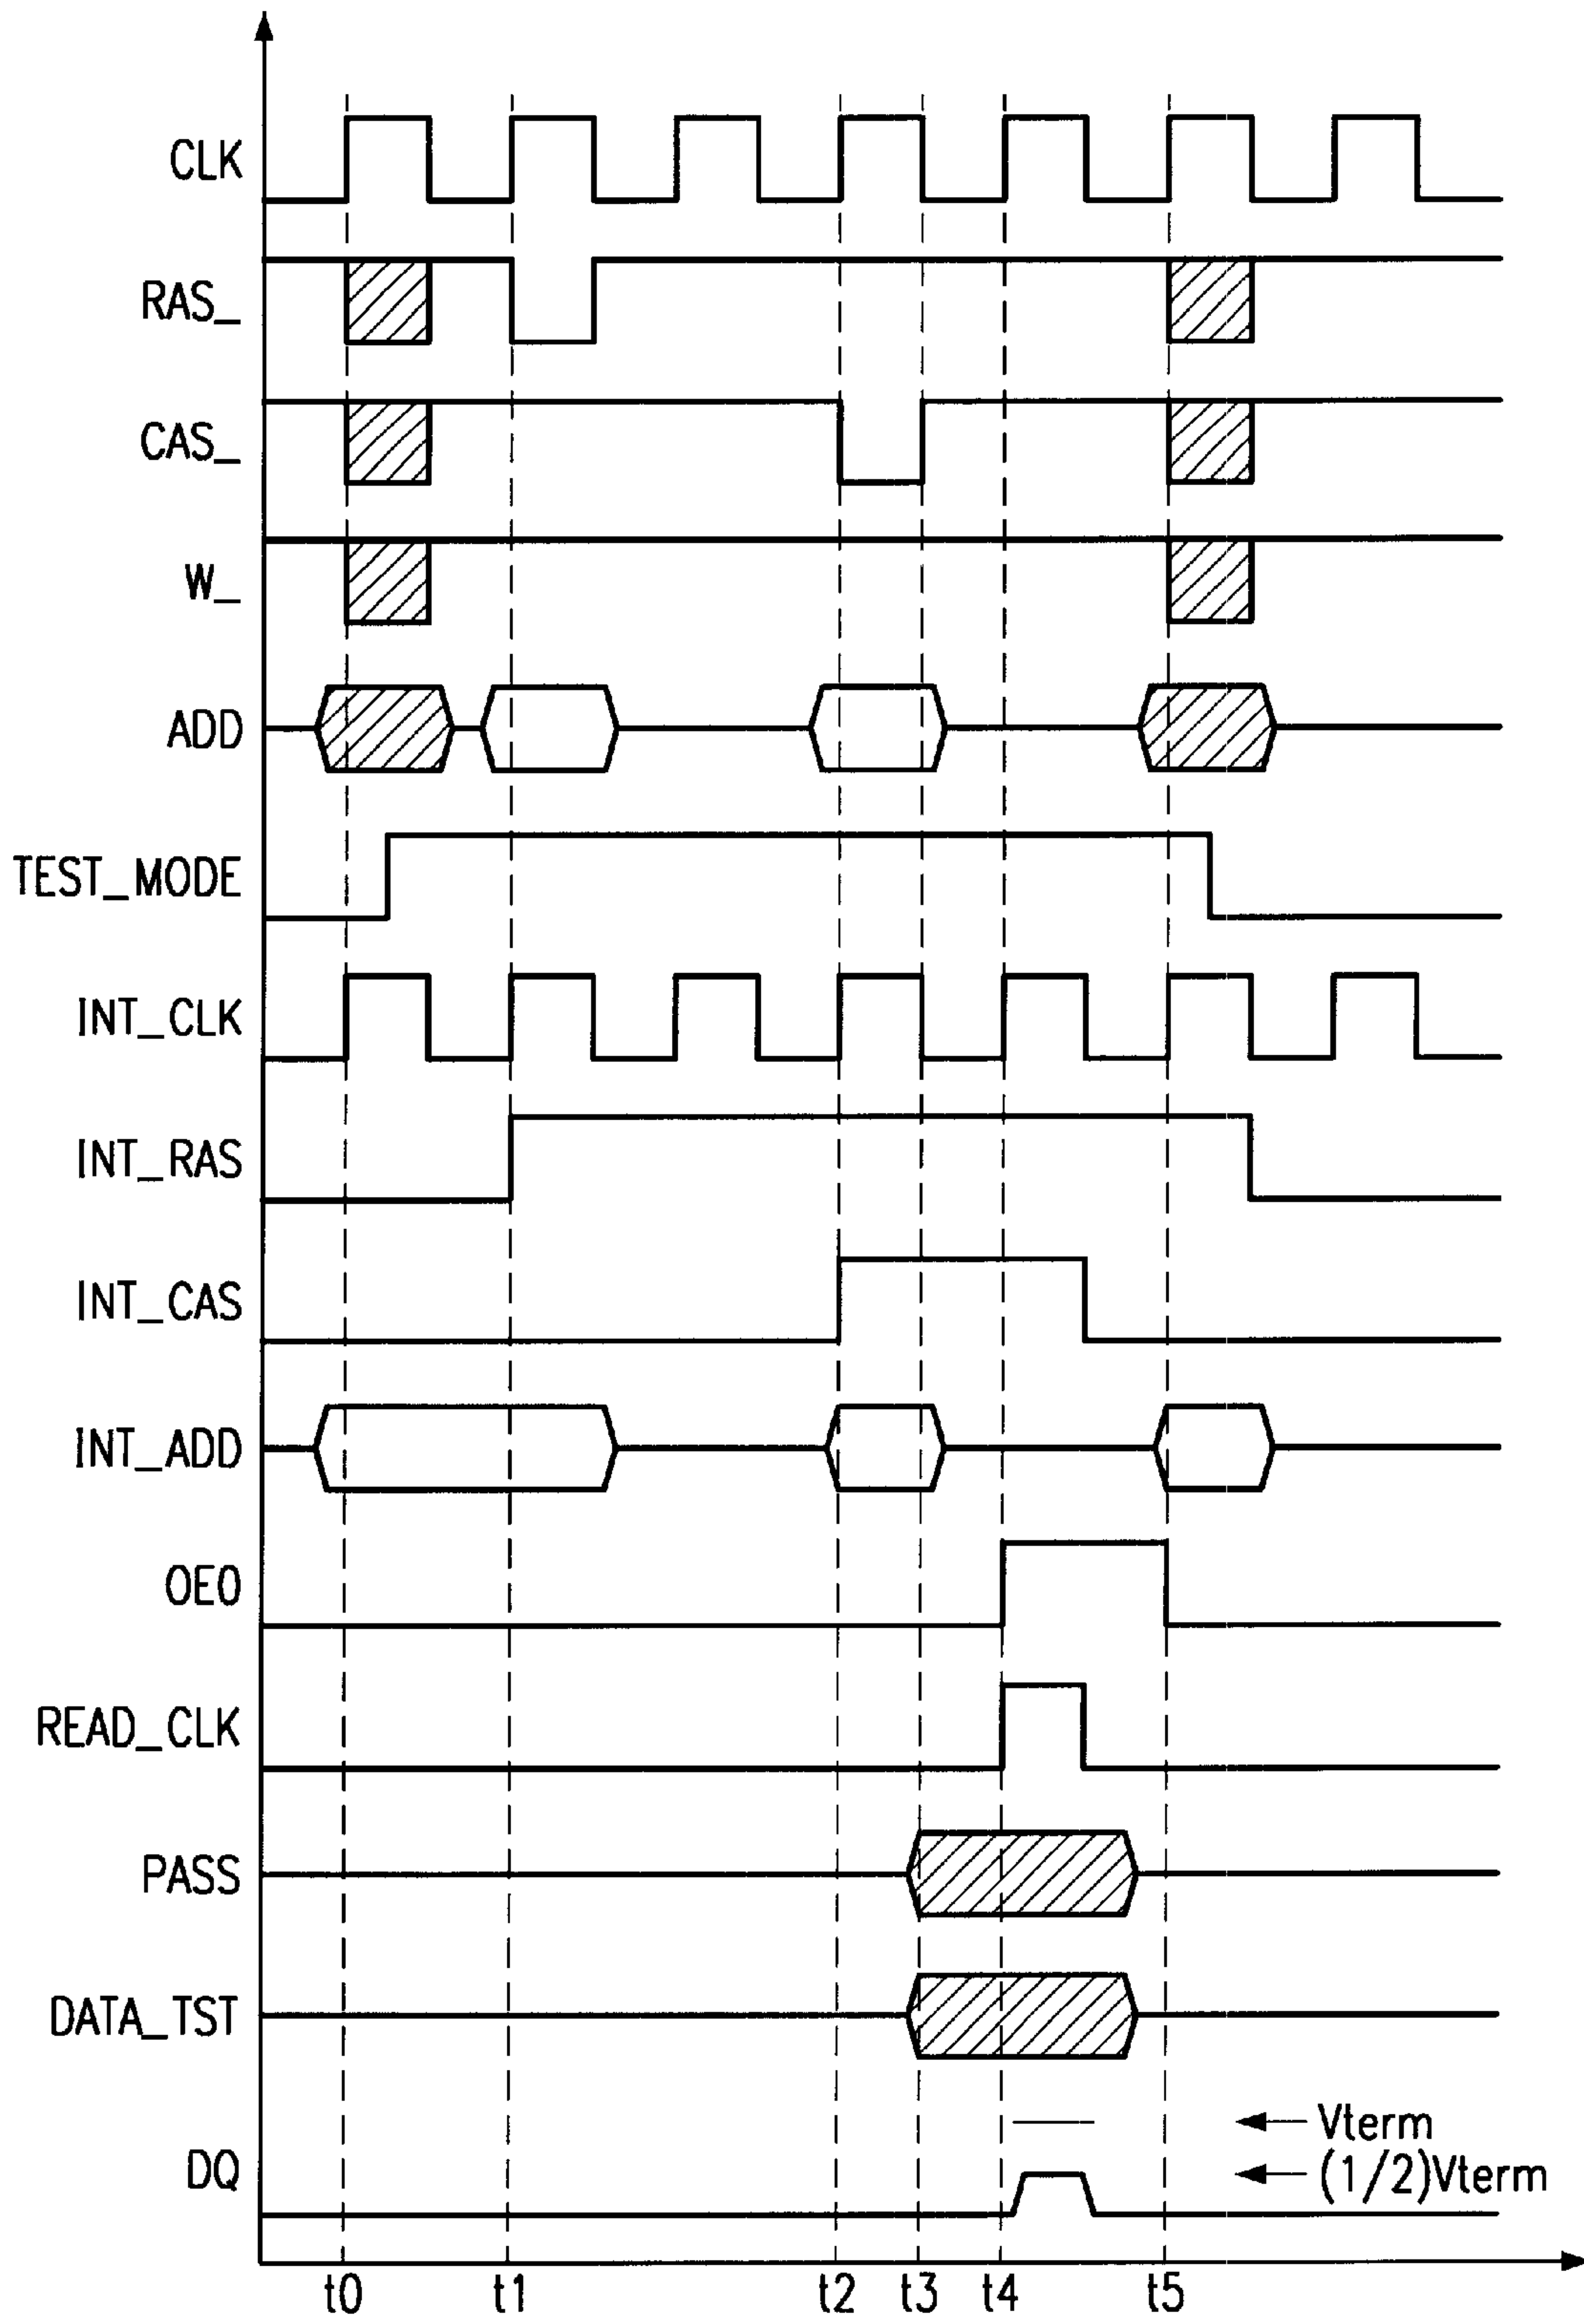 CLK
RAS_
CAS_
W_
ADD
TEST_MODE
INT_CLK
INT_RAS
INT_CAS
INT_ADD
OE0
READ_CLK
PASS
DATA_TST
Vterm
DQ
(1/2)Vterm
t0 t1 t2 t3 t4 t5